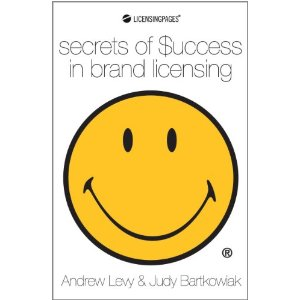 LICENSINGPAGES
secrets of $uccess
in brand licensing
®
Andrew Levy & Judy Bartkowiak